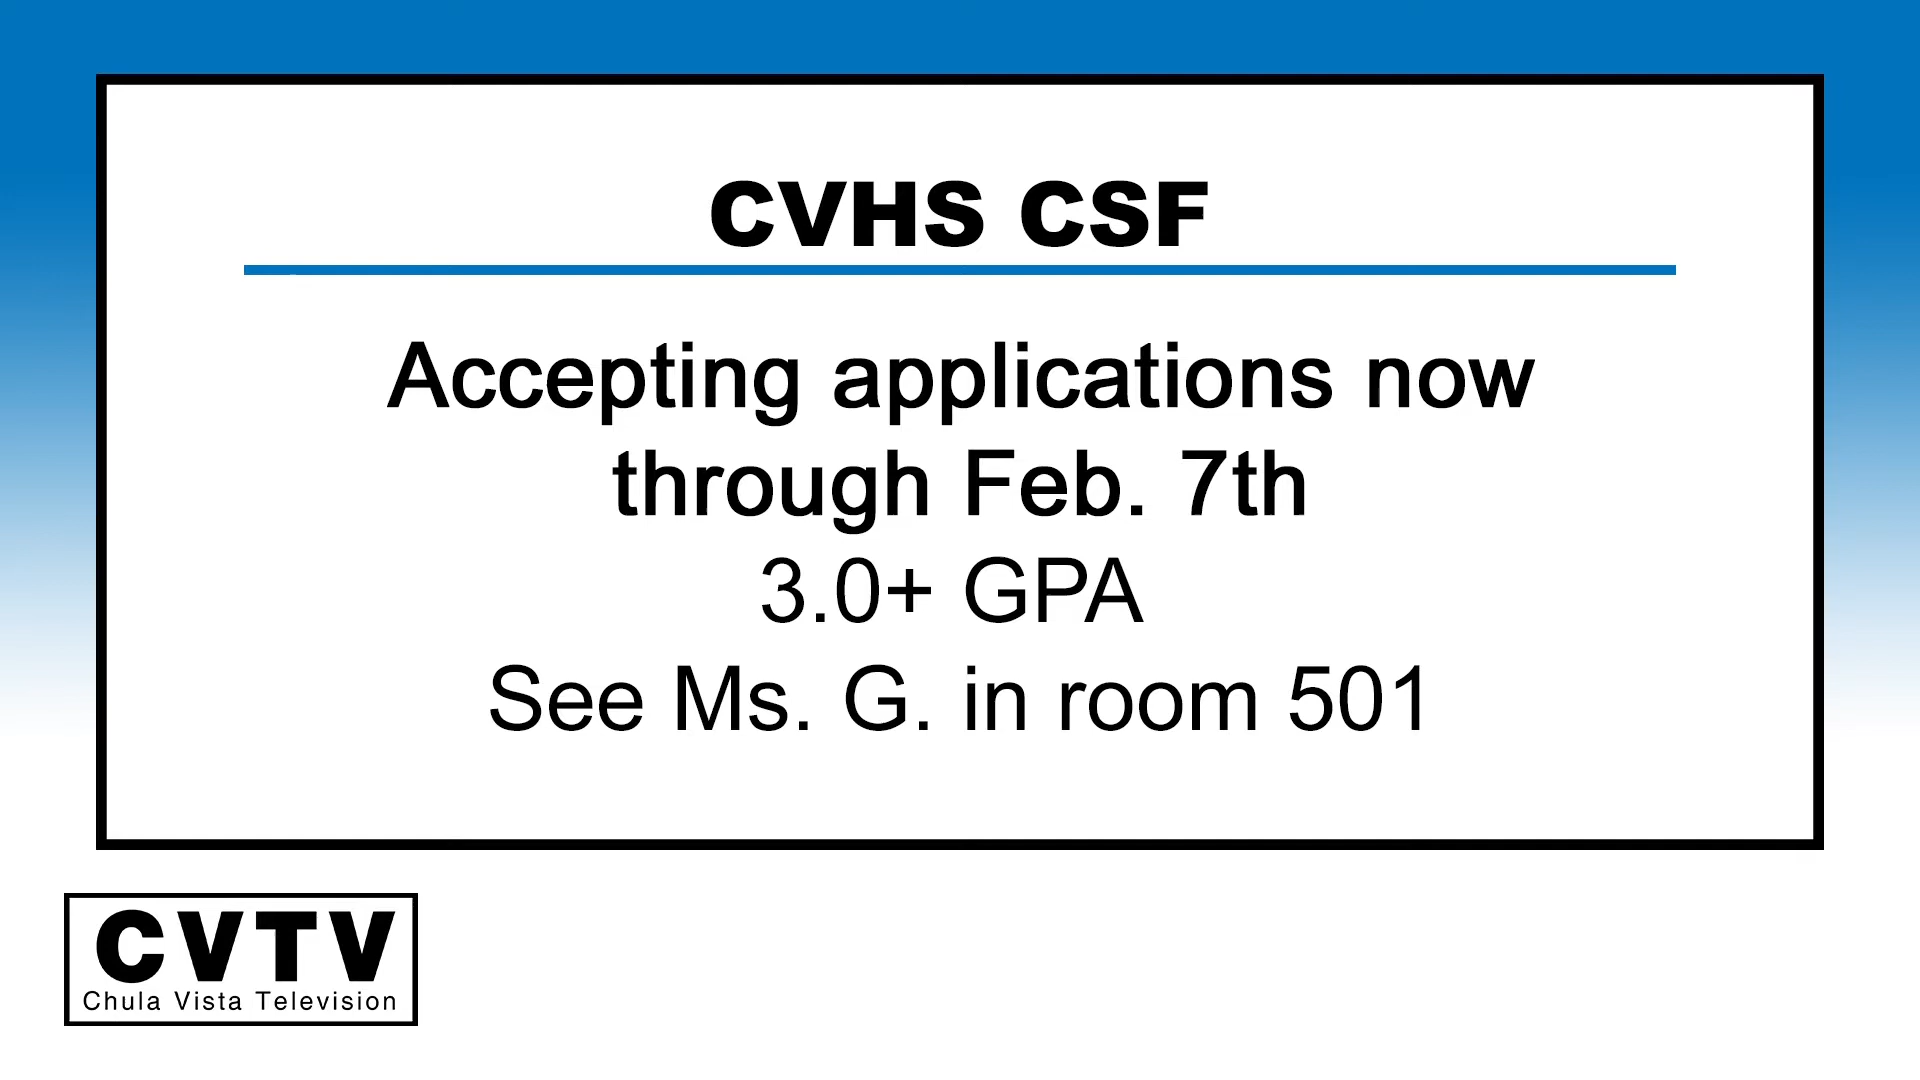 CVHS CSF
Accepting applications now
through Feb. 7th
3.0+ GPA
See Ms. G. in room 501
CVTV
Chula Vista Television